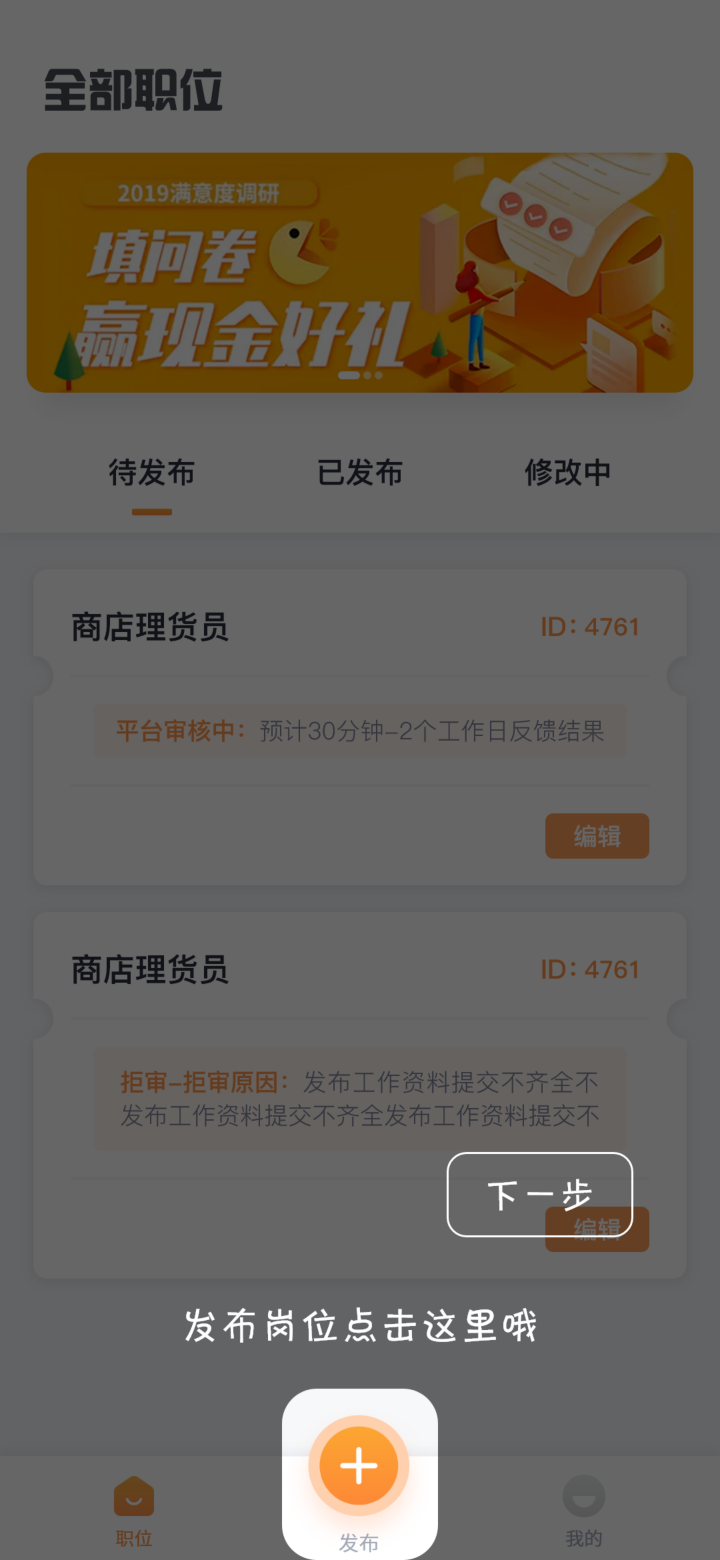 全部职位
2019满意度调研
填问卷
赢现金好礼
待发布 已发布 修改中
商店理货员 ID: 4761
平台审核中：预计30分钟-2个工作日反馈结果
编辑
商店理货员 ID: 4761
拒审-拒审原因：发布工作资料提交不齐全不
发布工作资料提交不齐全发布工作资料提交不
下一步
编辑
发布岗位点击这里哦
职位 发布 我的